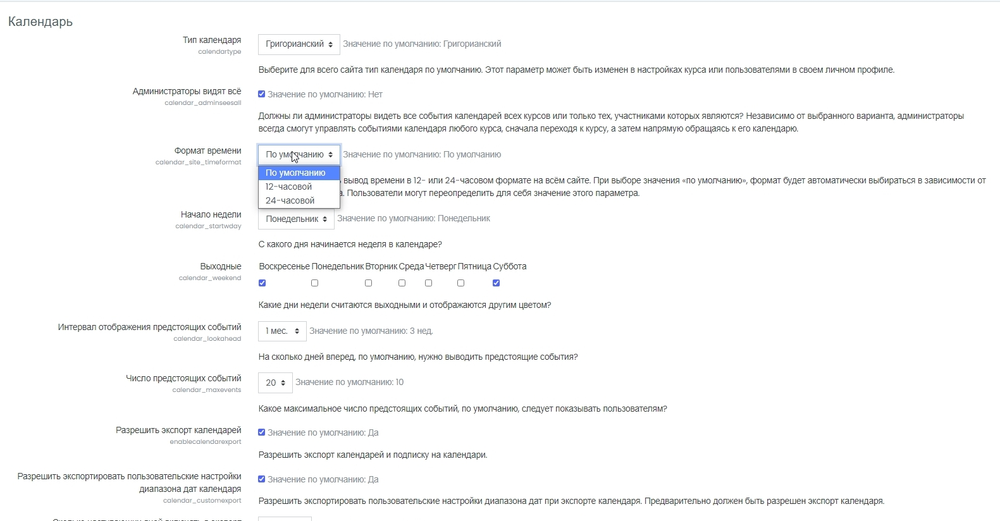 Календарь
Тип календаря
calendartype
Григорианский Значение по умолчанию: Григорианский
Выберите для всего сайта тип календаря по умолчанию. Этот параметр может быть изменен в настройках курса или пользователями в своем личном профиле.
Администраторы видят всё
calendar_adminseesall
Значение по умолчанию: Нет
Должны ли администраторы видеть все события календарей всех курсов или только тех, участниками которых являются? Независимо от выбранного варианта, администраторы
всегда смогут управлять событиями календаря любого курса, сначала переходя к курсу, а затем напрямую обращаясь к его календарю.
Формат времени
calendar_site_timeformat
По умолчанию Значение по умолчанию: По умолчанию
По умолчанию
12-часовой
24-часовой
вывод времени в 12- или 24-часовом формате на всём сайте. При выборе значения «по умолчанию», формат будет автоматически выбираться в зависимости от
а. Пользователи могут переопределить для себя значение этого параметра.
Начало недели
calendar_startwday
Понедельник Значение по умолчанию: Понедельник
С какого дня начинается неделя в календаре?
Выходные
calendar_weekend
Воскресенье Понедельник Вторник Среда Четверг Пятница Суббота
Какие дни недели считаются выходными и отображаются другим цветом?
Интервал отображения предстоящих событий
calendar_lookahead
1 мес. Значение по умолчанию: 3 нед.
На сколько дней вперед, по умолчанию, нужно выводить предстоящие события?
Число предстоящих событий
calendar_maxevents
20 Значение по умолчанию: 10
Какое максимальное число предстоящих событий, по умолчанию, следует показывать пользователям?
Разрешить экспорт календарей
enablecalendarexport
Значение по умолчанию: Да
Разрешить экспорт календарей и подписку на календари.
Разрешить экспортировать пользовательские настройки
диапазона дат календаря
calendar_customexport
Значение по умолчанию: Да
Разрешить экспортировать пользовательские настройки диапазона дат при экспорте календаря. Предварительно должен быть разрешен экспорт календаря.